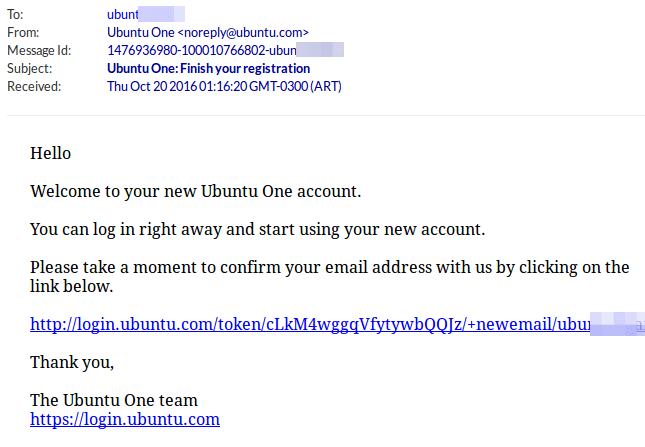 To: ubunt
From: Ubuntu One <noreply@ubuntu.com>
Message Id: 1476936980-100010766802-ubun
Subject: Ubuntu One: Finish your registration
Received: Thu Oct 20 2016 01:16:20 GMT-0300 (ART)
Hello
Welcome to your new Ubuntu One account.
You can log in right away and start using your new account.
Please take a moment to confirm your email address with us by clicking on the
link below.
http://login.ubuntu.com/token/cLkM4wggqVfytywbQQJz/+newemail/ubu
Thank you,
The Ubuntu One team
https://login.ubuntu.com